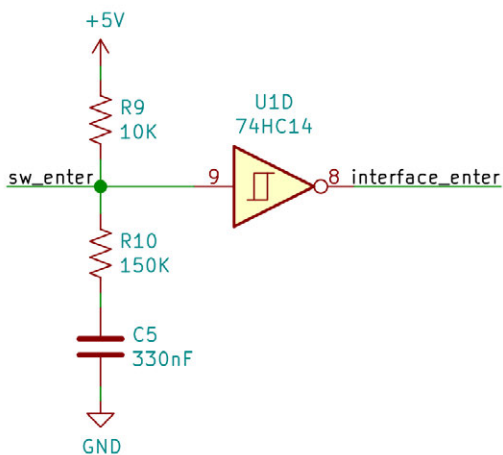 +5V
R9
10K
U1D
74HC14
sw_enter
9
8
interface_enter
R10
150K
C5
330nF
GND